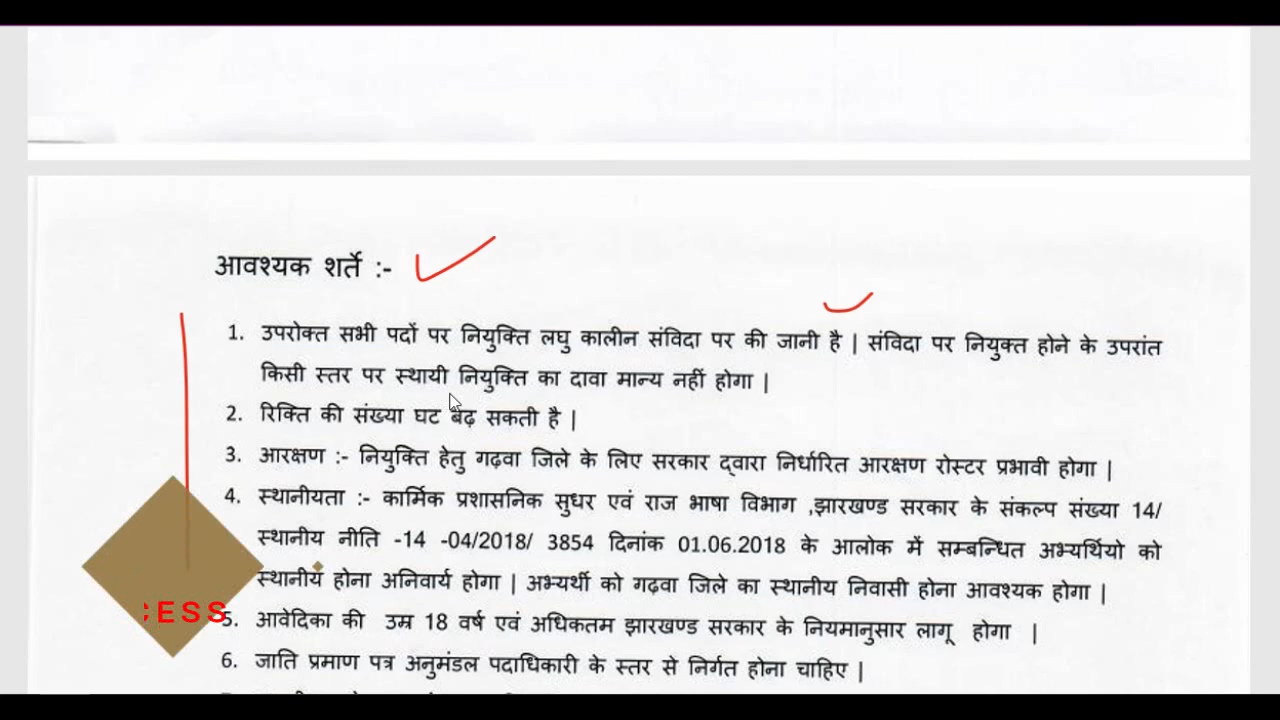 आवश्यक शर्ते :-
1. उपरोक्त सभी पदों पर नियुक्ति लघु कालीन संविदा पर की जानी है | संविदा पर नियुक्त होने के उपरांत
किसी स्तर पर स्थायी नियुक्ति का दावा मान्य नहीं होगा |
2. रिक्ति की संख्या घट बढ़ सकती है |
3. आरक्षण :- नियुक्ति हेतु गढ़वा जिले के लिए सरकार द्वारा निर्धारित आरक्षण रोस्टर प्रभावी होगा |
4. स्थानीयता :- कार्मिक प्रशासनिक सुधर एवं राज भाषा विभाग ,झारखण्ड सरकार के संकल्प संख्या 14/
स्थानीय नीति -14 -04/2018/ 3854 दिनांक 01.06.2018 के आलोक में सम्बन्धित अभ्यर्थियो को
स्थानीय होना अनिवार्य होगा | अभ्यर्थी को गढ़वा जिले का स्थानीय निवासी होना आवश्यक होगा |
5. आवेदिका की उम्र 18 वर्ष एवं अधिकतम झारखण्ड सरकार के नियमानुसार लागू होगा |
6. जाति प्रमाण पत्र अनुमंडल पदाधिकारी के स्तर से निर्गत होना चाहिए |
CESS